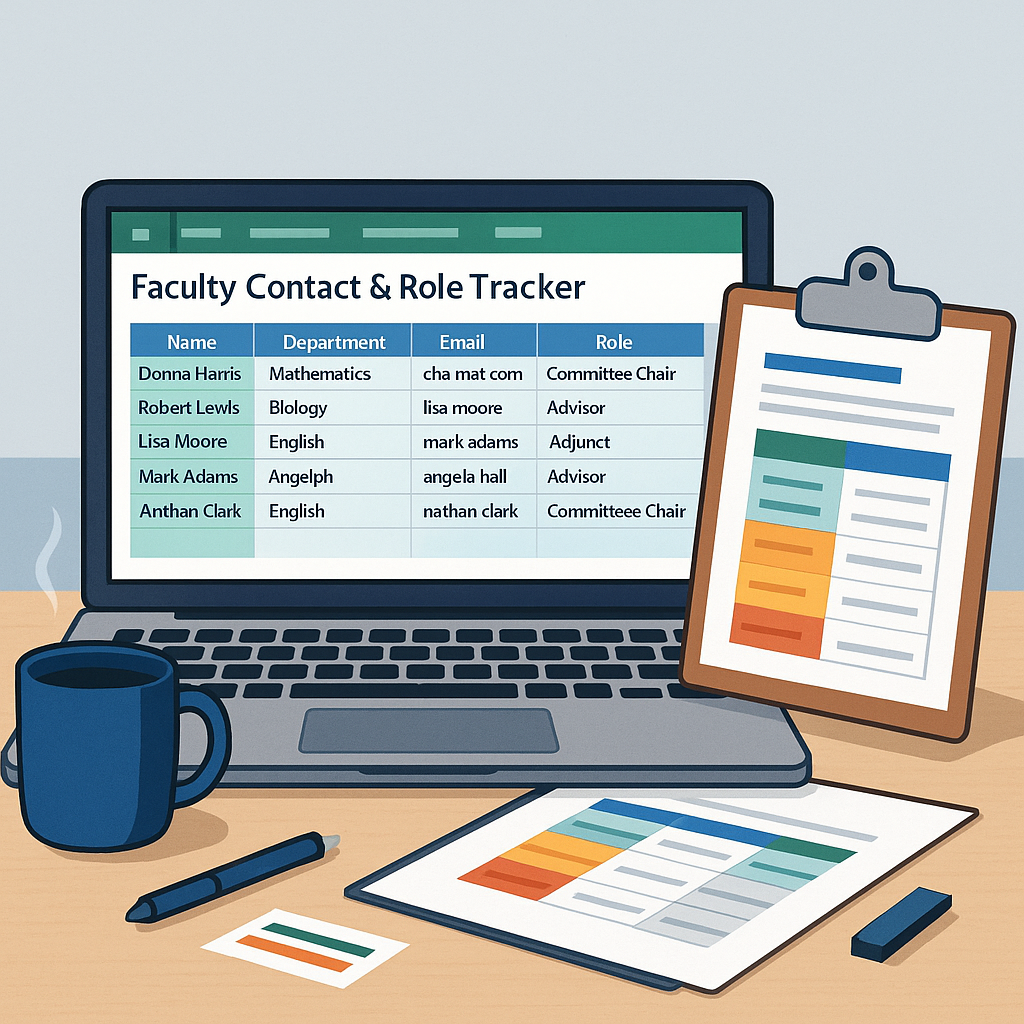 Faculty Contact & Role Tracker
Name Department Email Role
Donna Harris Mathematics cha mat com Committee Chair
Robert Lewls Blology lisa moore Advisor
Lisa Moore English mark adams Adjunct
Mark Adams Angelph angela hall Advisor
Anthan Clark English nathan clark Committeee Chair